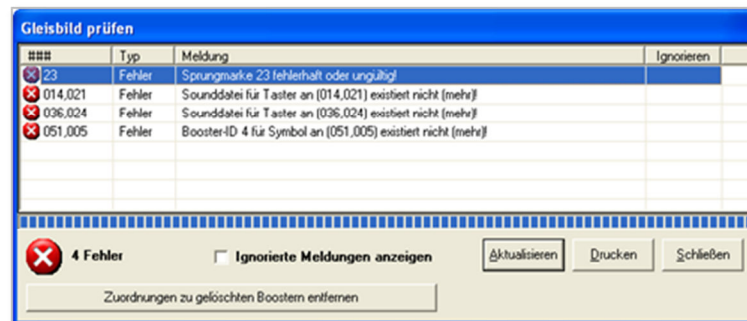 Gleisbild prüfen
### Typ Meldung Ignorieren
23 Fehler Sprungmarke 23 fehlerhaft oder ungültig!
014,021 Fehler Sounddatei für Taster an (014,021) existiert nicht (mehr)!
036,024 Fehler Sounddatei für Taster an (036,024) existiert nicht (mehr)!
051,005 Fehler Booster-ID 4 für Symbol an (051,005) existiert nicht (mehr)!
4 Fehler Ignorierte Meldungen anzeigen Aktualisieren Drucken Schließen
Zuordnungen zu gelöschten Boostern entfernen